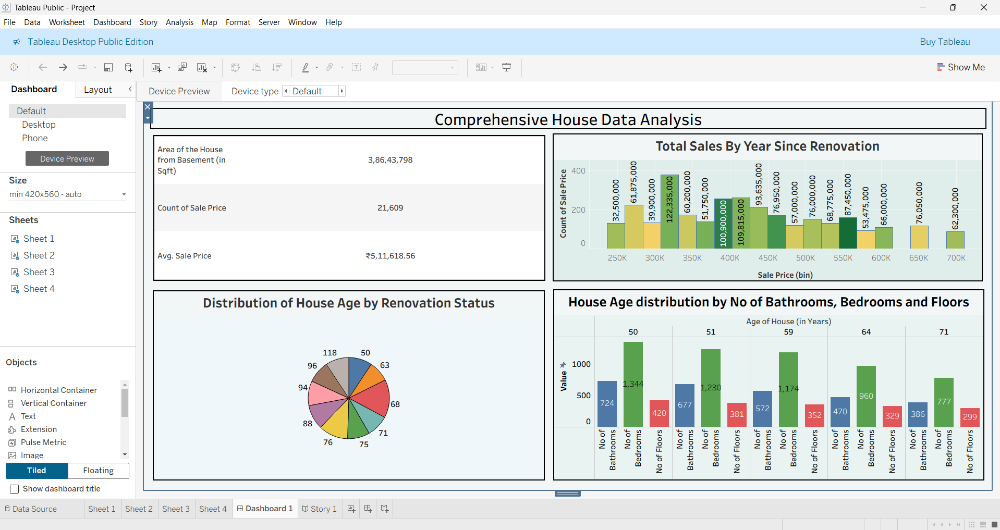 Tableau Public - Project
File Data Worksheet Dashboard Story Analysis Map Format Server Window Help
Tableau Desktop Public Edition
Buy Tableau
Show Me
Dashboard
Layout
Device Preview
Device type
Default
Default
Desktop
Phone
Device Preview
Size
min 420x560 - auto
Sheets
Sheet 1
Sheet 2
Sheet 3
Sheet 4
Objects
Horizontal Container
Vertical Container
Text
Extension
Pulse Metric
Image
Tiled
Floating
Show dashboard title
Comprehensive House Data Analysis
Area of the House
from Basement (in
Sqft)
3,86,43,798
Count of Sale Price
21,609
Avg. Sale Price
₹5,11,618.56
Total Sales By Year Since Renovation
Count of Sale Price
400
200
0
32,500,000
61,875,000
39,900,000
122,335,000
60,200,000
51,750,000
100,900,000
109,815,000
93,635,000
76,950,000
57,000,000
76,000,000
68,775,000
87,450,000
53,475,000
66,000,000
76,050,000
62,300,000
250K 300K 350K 400K 450K 500K 550K 600K 650K 700K
Sale Price (bin)
Distribution of House Age by Renovation Status
50
63
68
71
75
76
88
94
96
118
House Age distribution by No of Bathrooms, Bedrooms and Floors
Age of House (in Years)
50 51 59 64 71
Value
1000
500
0
724 1,344 420
677 1,230 381
572 1,174 352
470 960 329
386 777 299
No of
Bathrooms
No of
Bedrooms
No of Floors
No of
Bathrooms
No of
Bedrooms
No of Floors
No of
Bathrooms
No of
Bedrooms
No of Floors
No of
Bathrooms
No of
Bedrooms
No of Floors
No of
Bathrooms
No of
Bedrooms
No of Floors
Data Source Sheet 1 Sheet 2 Sheet 3 Sheet 4 Dashboard 1 Story 1